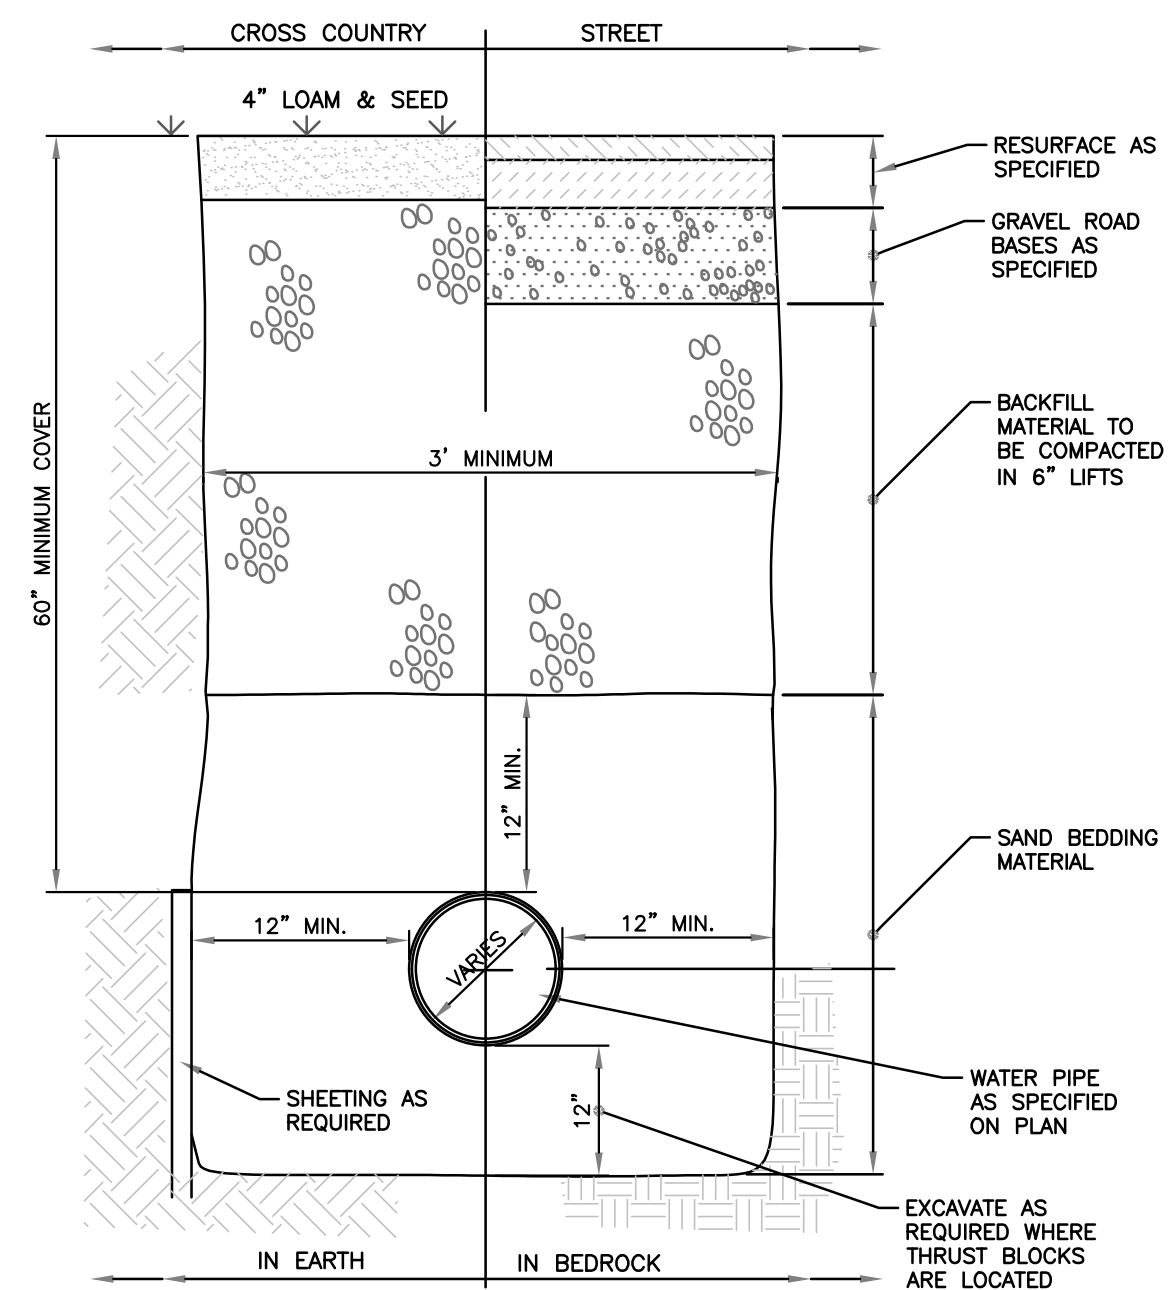 CROSS COUNTRY
STREET
4" LOAM & SEED
RESURFACE AS
SPECIFIED
GRAVEL ROAD
BASES AS
SPECIFIED
BACKFILL
MATERIAL TO
BE COMPACTED
IN 6" LIFTS
3' MINIMUM
60" MINIMUM COVER
12" MIN.
SAND BEDDING
MATERIAL
12" MIN.
12" MIN.
VARIES
WATER PIPE
AS SPECIFIED
ON PLAN
SHEETING AS
REQUIRED
12"
EXCAVATE AS
REQUIRED WHERE
THRUST BLOCKS
ARE LOCATED
IN EARTH
IN BEDROCK